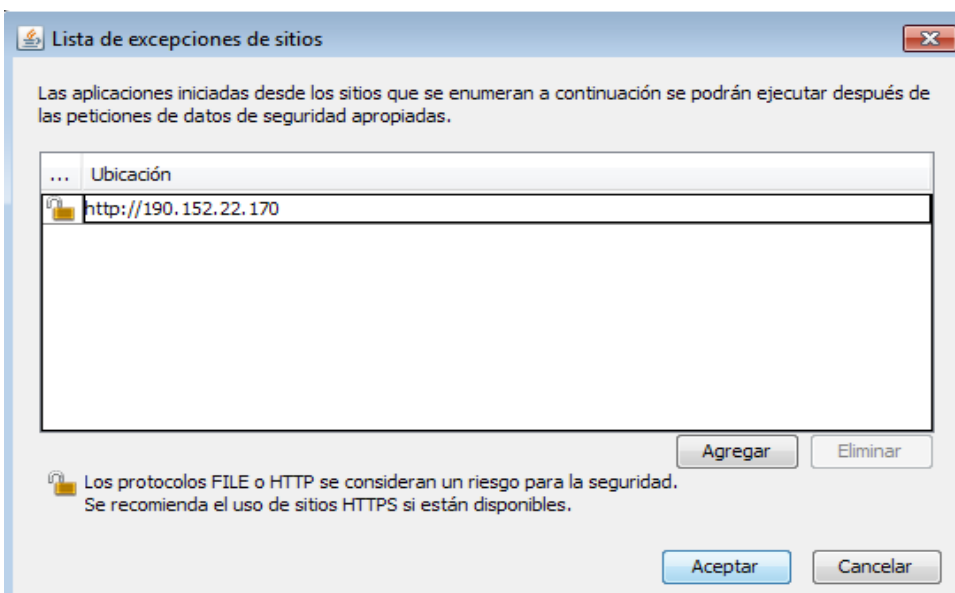 Lista de excepciones de sitios
Las aplicaciones iniciadas desde los sitios que se enumeran a continuación se podrán ejecutar después de
las peticiones de datos de seguridad apropiadas.
... Ubicación
http://190.152.22.170
Agregar Eliminar
Los protocolos FILE o HTTP se consideran un riesgo para la seguridad.
Se recomienda el uso de sitios HTTPS si están disponibles.
Aceptar Cancelar